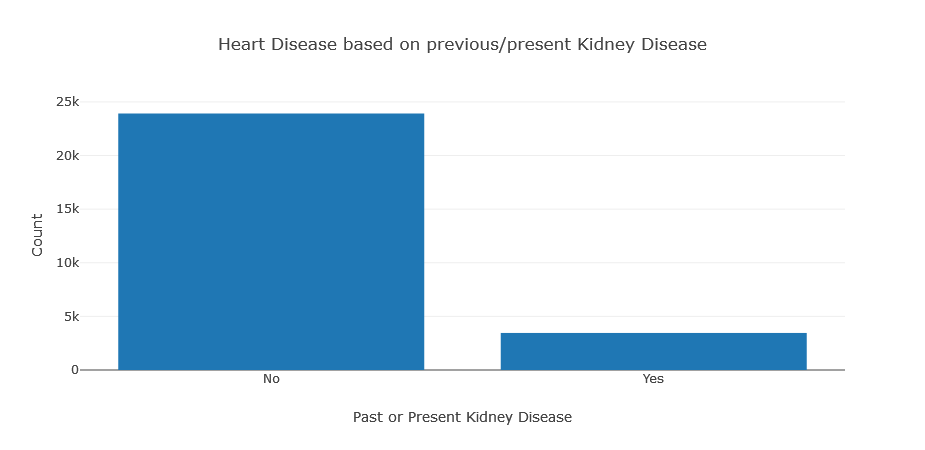 Heart Disease based on previous/present Kidney Disease
25k
20k
15k
10k
5k
0
Count
No
Yes
Past or Present Kidney Disease